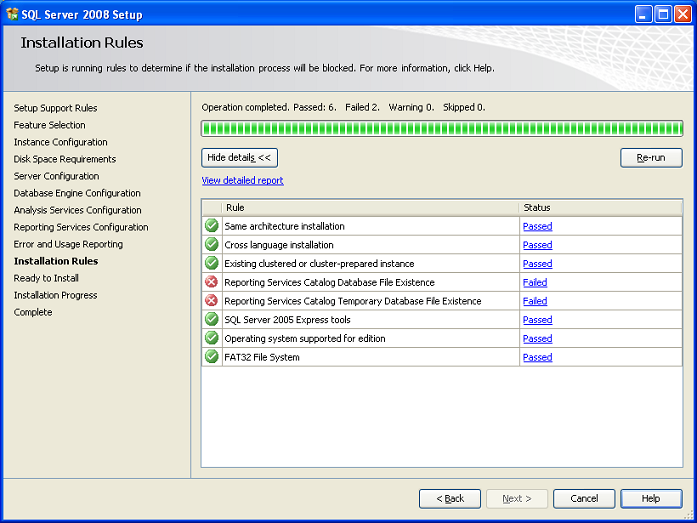 SQL Server 2008 Setup
Installation Rules
Setup is running rules to determine if the installation process will be blocked. For more information, click Help.
Setup Support Rules
Feature Selection
Instance Configuration
Disk Space Requirements
Server Configuration
Database Engine Configuration
Analysis Services Configuration
Reporting Services Configuration
Error and Usage Reporting
Installation Rules
Ready to Install
Installation Progress
Complete
Operation completed. Passed: 6. Failed 2. Warning 0. Skipped 0.
Hide details << Re-run
View detailed report
Rule Status
Same architecture installation Passed
Cross language installation Passed
Existing clustered or cluster-prepared instance Passed
Reporting Services Catalog Database File Existence Failed
Reporting Services Catalog Temporary Database File Existence Failed
SQL Server 2005 Express tools Passed
Operating system supported for edition Passed
FAT32 File System Passed
< Back Next > Cancel Help